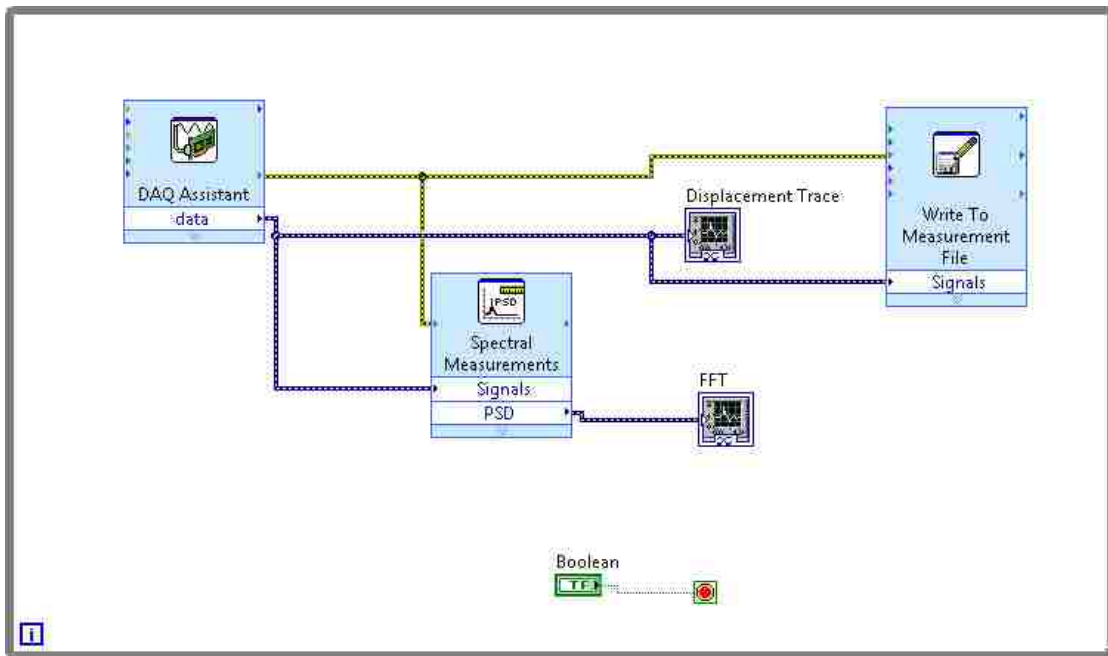 DAQ Assistant
data
Displacement Trace
Write To
Measurement
File
Signals
PSD
Spectral
Measurements
Signals
PSD
FFT
Boolean
TF
i